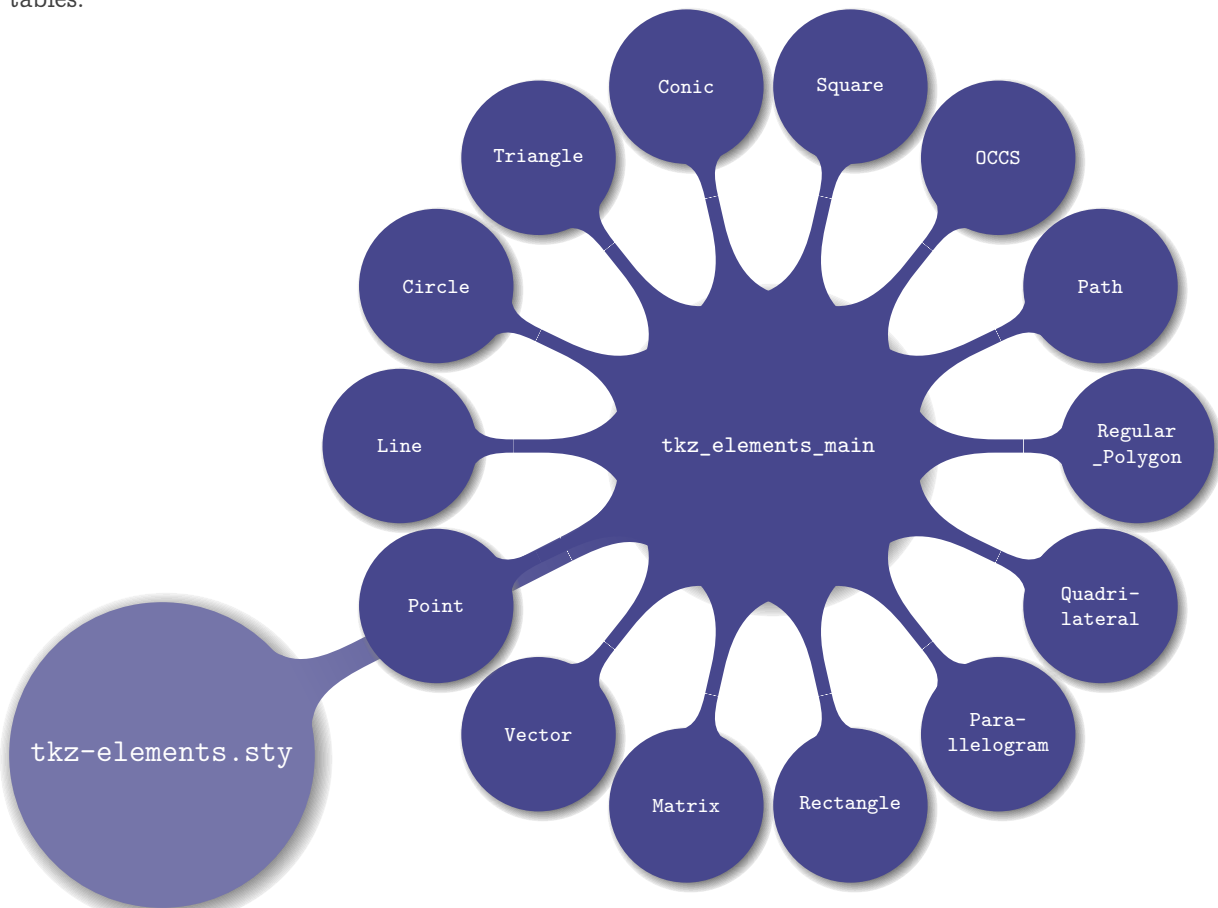 tables.
Conic
Square
Triangle
OCCS
Circle
Path
Line
tkz_elements_main
Regular
_Polygon
Point
Quadri-
lateral
Vector
Para-
llelogram
tkz-elements.sty
Matrix
Rectangle